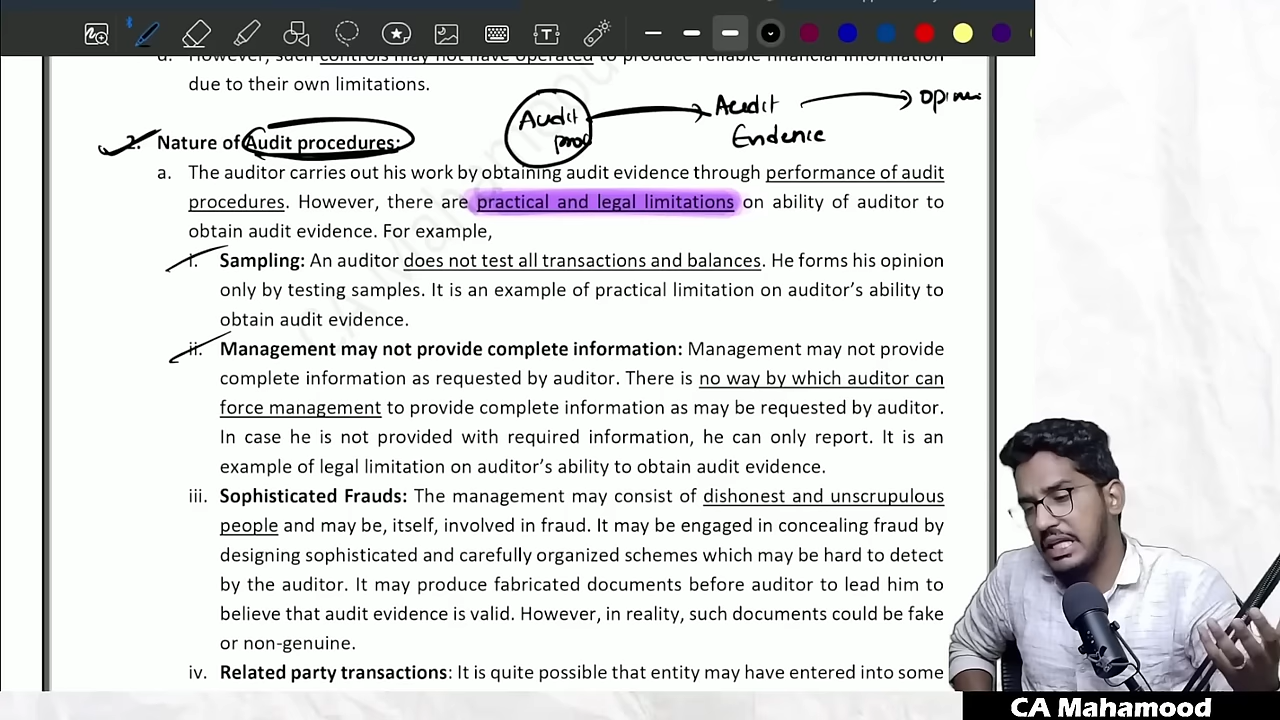 d. However, such controls may not have operated to produce reliable financial information
due to their own limitations.
Audit proc → Audit Endence → opini
2. Nature of Audit procedures:
a. The auditor carries out his work by obtaining audit evidence through performance of audit
procedures. However, there are practical and legal limitations on ability of auditor to
obtain audit evidence. For example,
i. Sampling: An auditor does not test all transactions and balances. He forms his opinion
only by testing samples. It is an example of practical limitation on auditor’s ability to
obtain audit evidence.
ii. Management may not provide complete information: Management may not provide
complete information as requested by auditor. There is no way by which auditor can
force management to provide complete information as may be requested by auditor.
In case he is not provided with required information, he can only report. It is an
example of legal limitation on auditor’s ability to obtain audit evidence.
iii. Sophisticated Frauds: The management may consist of dishonest and unscrupulous
people and may be, itself, involved in fraud. It may be engaged in concealing fraud by
designing sophisticated and carefully organized schemes which may be hard to detect
by the auditor. It may produce fabricated documents before auditor to lead him to
believe that audit evidence is valid. However, in reality, such documents could be fake
or non-genuine.
iv. Related party transactions: It is quite possible that entity may have entered into some
CA Mahamood